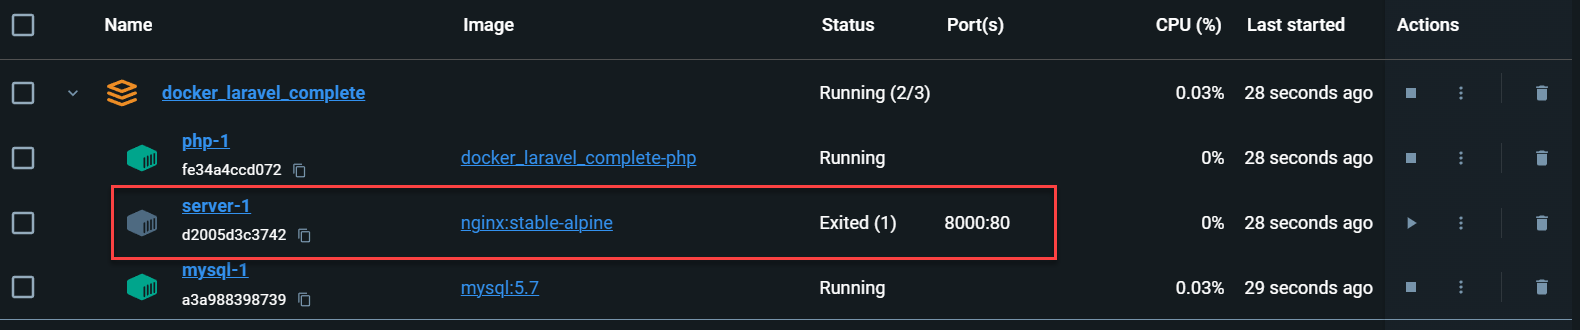 Name Image Status Port(s) CPU (%) Last started Actions
docker_laravel_complete Running (2/3) 0.03% 28 seconds ago
php-1
fe34a4ccd072 docker_laravel_complete-php Running 0% 28 seconds ago
server-1
d2005d3c3742 nginx:stable-alpine Exited (1) 8000:80 0% 28 seconds ago
mysql-1
a3a988398739 mysql:5.7 Running 0.03% 29 seconds ago